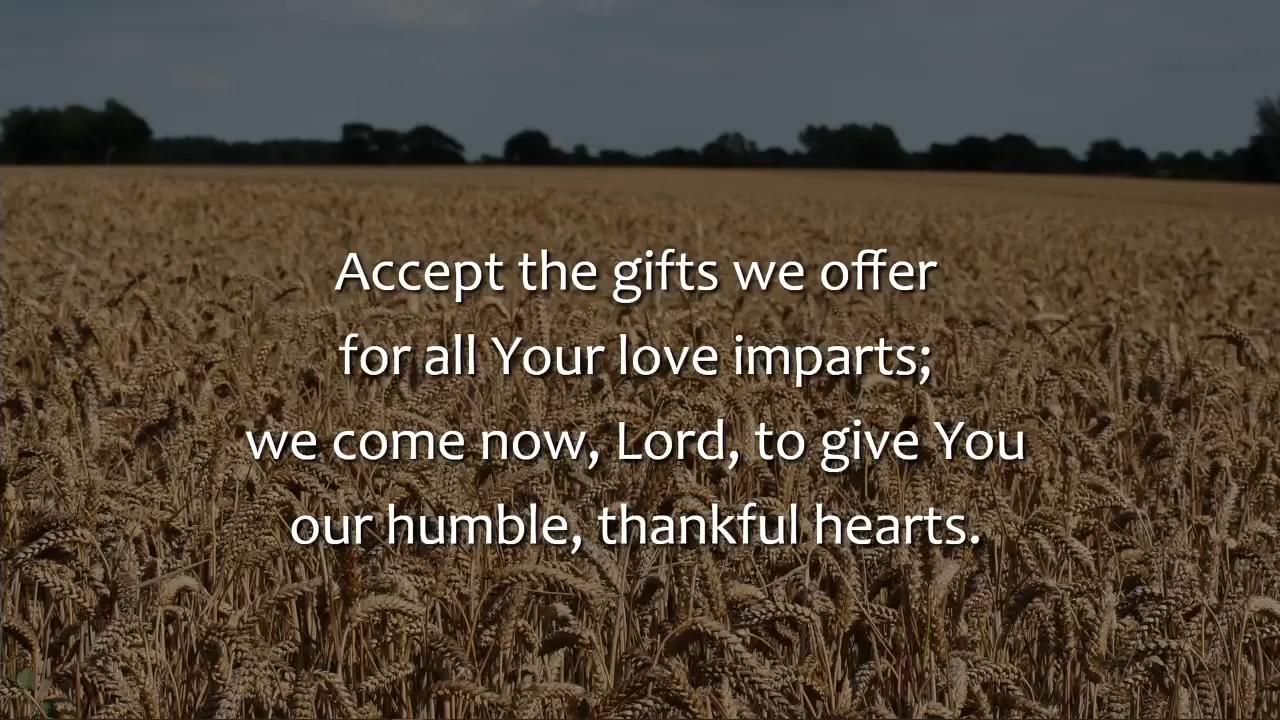 Accept the gifts we offer
for all Your love imparts;
we come now, Lord, to give You
our humble, thankful hearts.